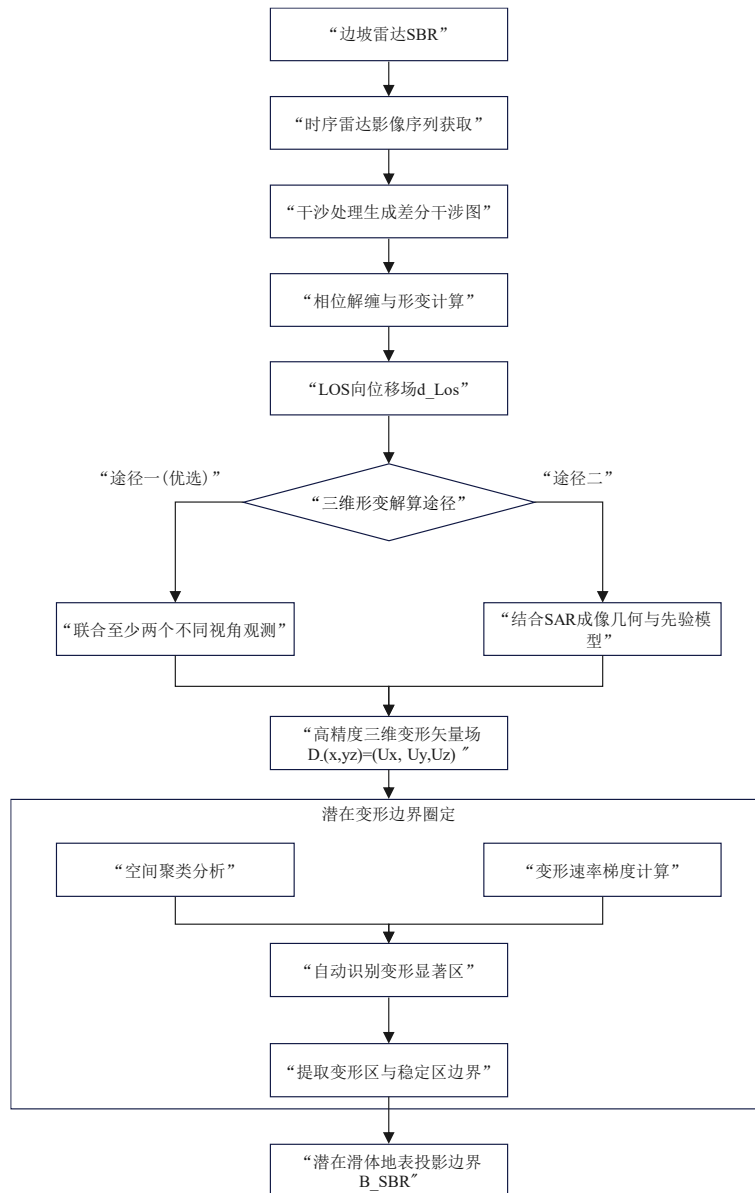 “边坡雷达SBR”
“时序雷达影像序列获取”
“干沙处理生成差分干涉图”
“相位解缠与形变计算”
“LOS向位移场d_Los”
“途径一(优选)”
“途径二”
“三维形变解算途径”
“联合至少两个不同视角观测”
“结合SAR成像几何与先验模
型”
“高精度三维变形矢量场
D_(x,yz)=(Ux, Uy,Uz)〞
潜在变形边界圈定
“空间聚类分析”
“变形速率梯度计算”
“自动识别变形显著区”
“提取变形区与稳定区边界”
“潜在滑体地表投影边界
B_SBR〞